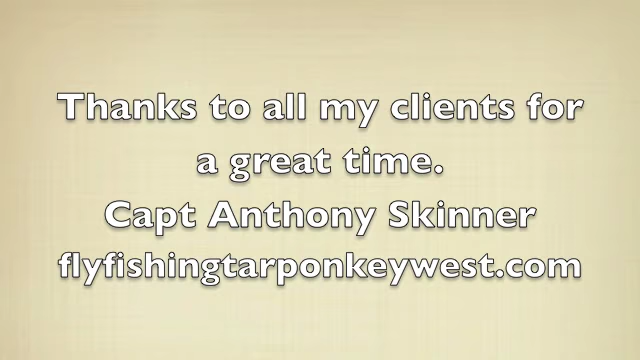 Thanks to all my clients for
a great time.
Capt Anthony Skinner
flyfishingtarponkeywest.com